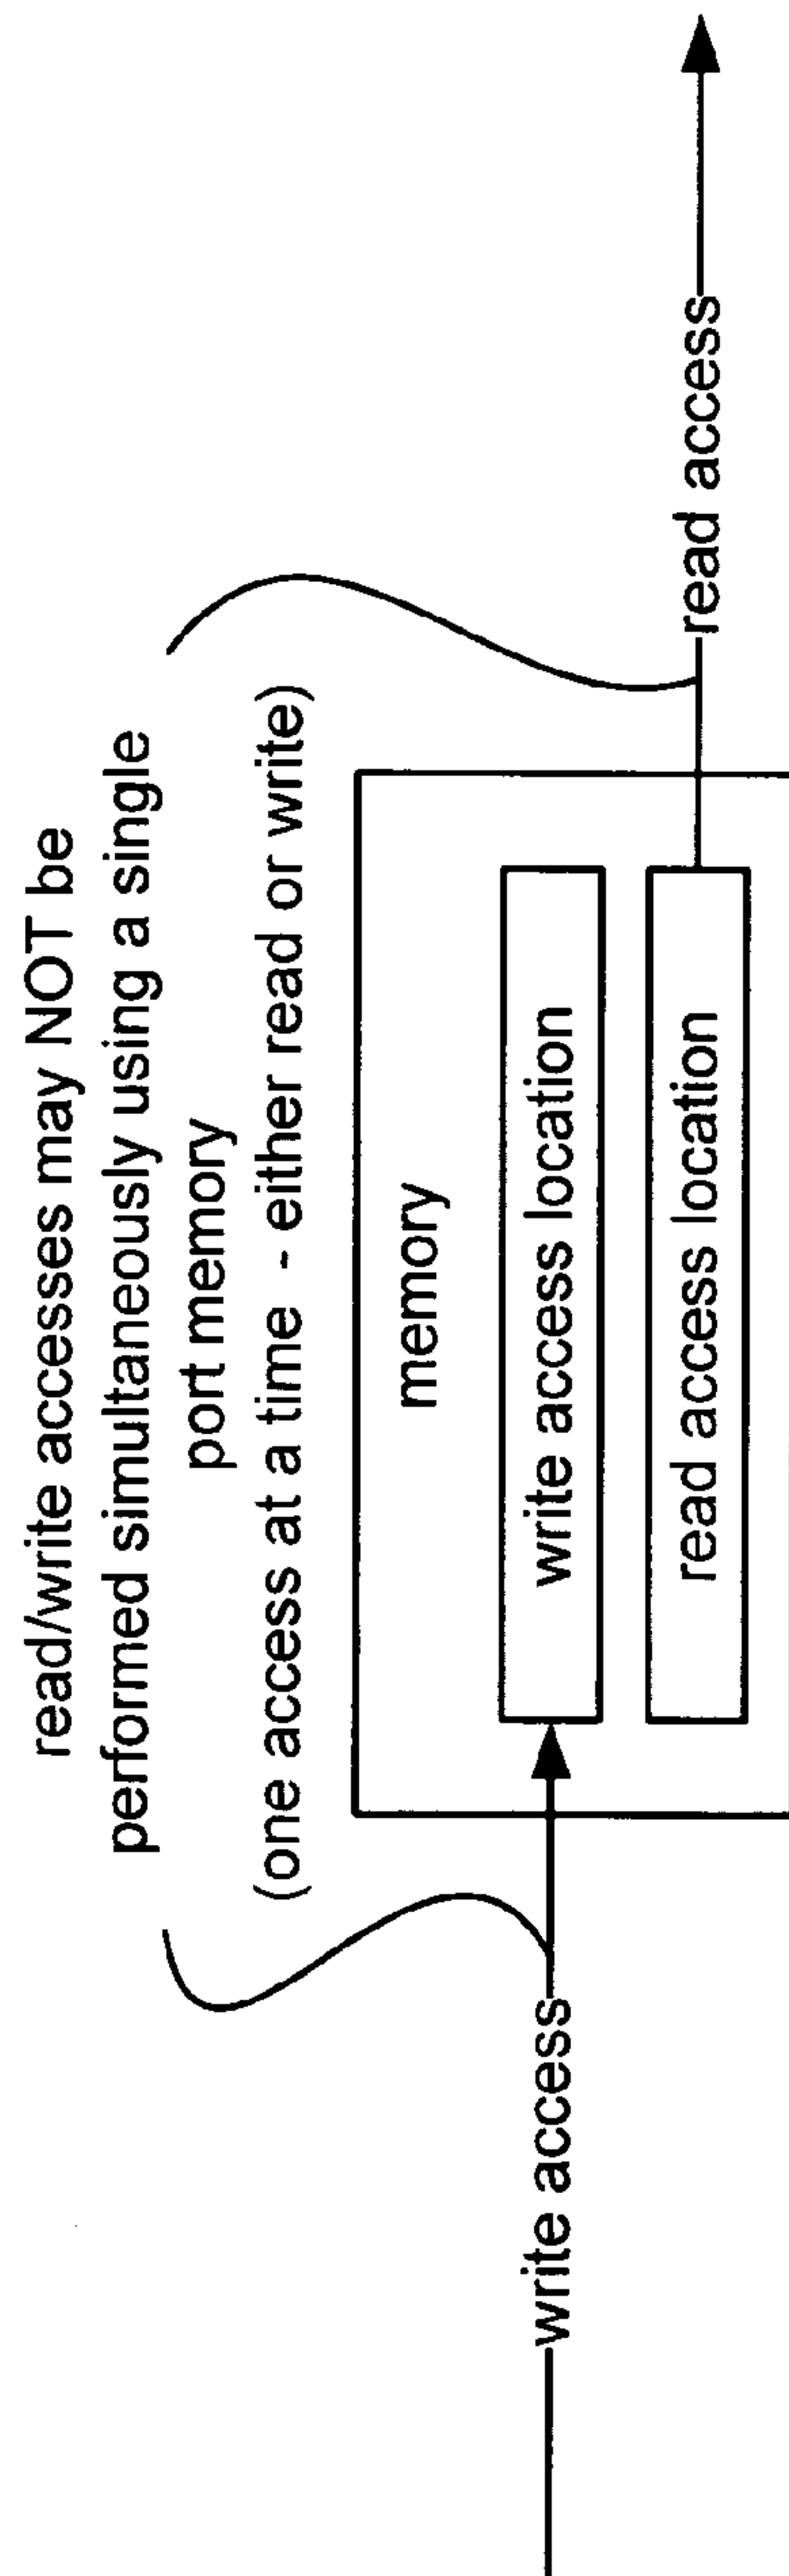 read/write accesses may NOT be
performed simultaneously using a single
port memory
(one access at a time - either read or write)
memory
write access
write access location
read access location
read access